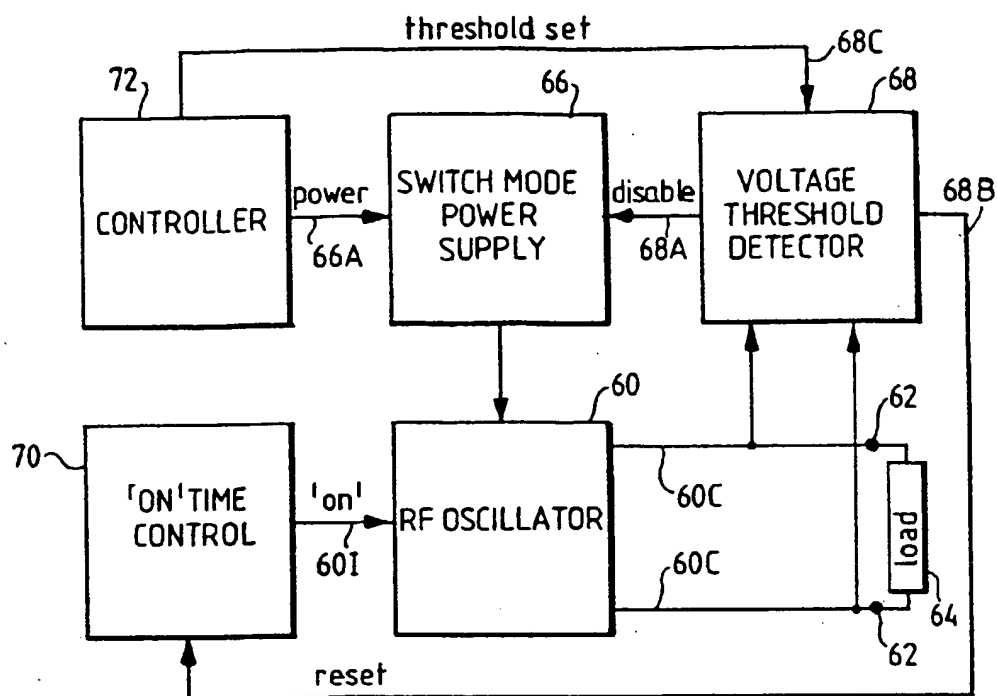 threshold set
68C
72
66
68
CONTROLLER
power
66A
SWITCH MODE
POWER
SUPPLY
disable
68A
VOLTAGE
THRESHOLD
DETECTOR
68B
60
62
70
'ON' TIME
CONTROL
'on'
60I
RF OSCILLATOR
60C
60C
load
64
62
reset